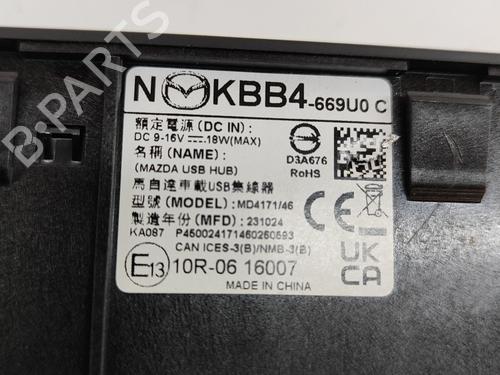 N KBB4-669U0 C
額定電源 (DC IN) :
DC 9-16V ⎓18W(MAX)
名稱 (NAME) :
(MAZDA USB HUB)
馬自達車載USB集線器
型號 (MODEL) : MD4171/46
製造年份 (MFD) : 231024
KA097 P450024171460260593
CAN ICES-3(B)/NMB-3(B)
E13 10R-06 16007
MADE IN CHINA
D3A676
RoHS
CE
UK
CA